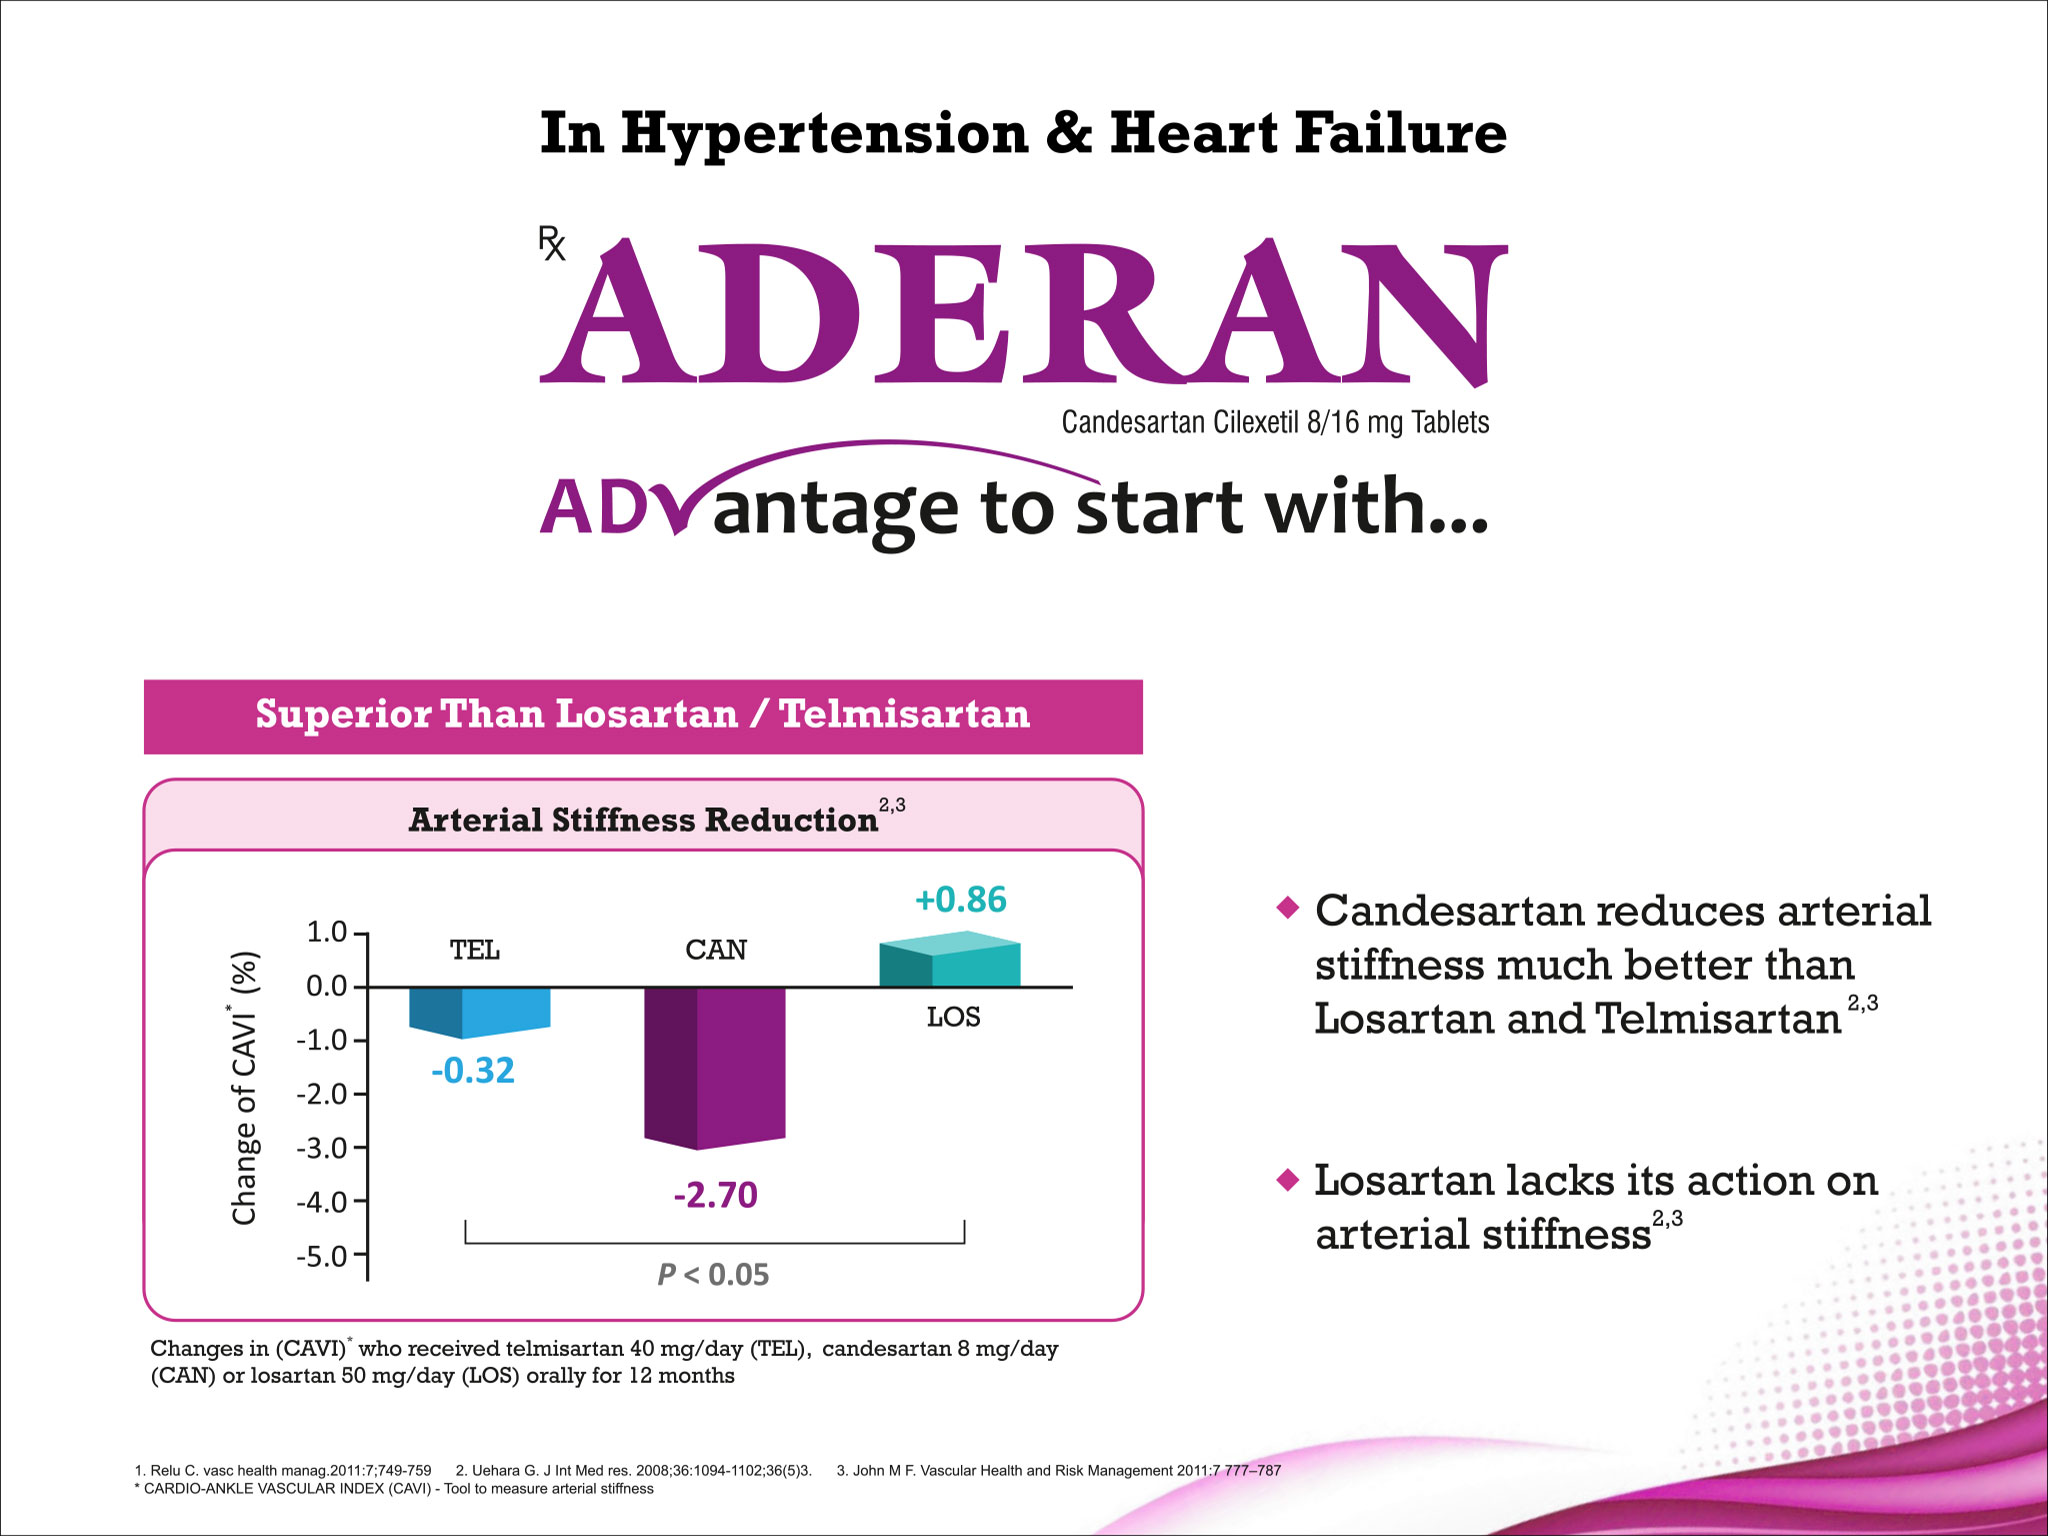 In Hypertension & Heart Failure
Rx ADERAN
Candesartan Cilexetil 8/16 mg Tablets
ADVantage to start with...
Superior Than Losartan / Telmisartan
Arterial Stiffness Reduction2,3
Change of CAVI* (%)
1.0
0.0
-1.0
-2.0
-3.0
-4.0
-5.0
TEL
-0.32
CAN
-2.70
+0.86
LOS
P < 0.05
Changes in (CAVI)* who received telmisartan 40 mg/day (TEL), candesartan 8 mg/day
(CAN) or losartan 50 mg/day (LOS) orally for 12 months
Candesartan reduces arterial
stiffness much better than
Losartan and Telmisartan 2,3
Losartan lacks its action on
arterial stiffness2,3
1. Relu C. vasc health manag.2011:7;749-759 2. Uehara G. J Int Med res. 2008;36:1094-1102;36(5)3. 3. John M F. Vascular Health and Risk Management 2011:7 777–787
* CARDIO-ANKLE VASCULAR INDEX (CAVI) - Tool to measure arterial stiffness